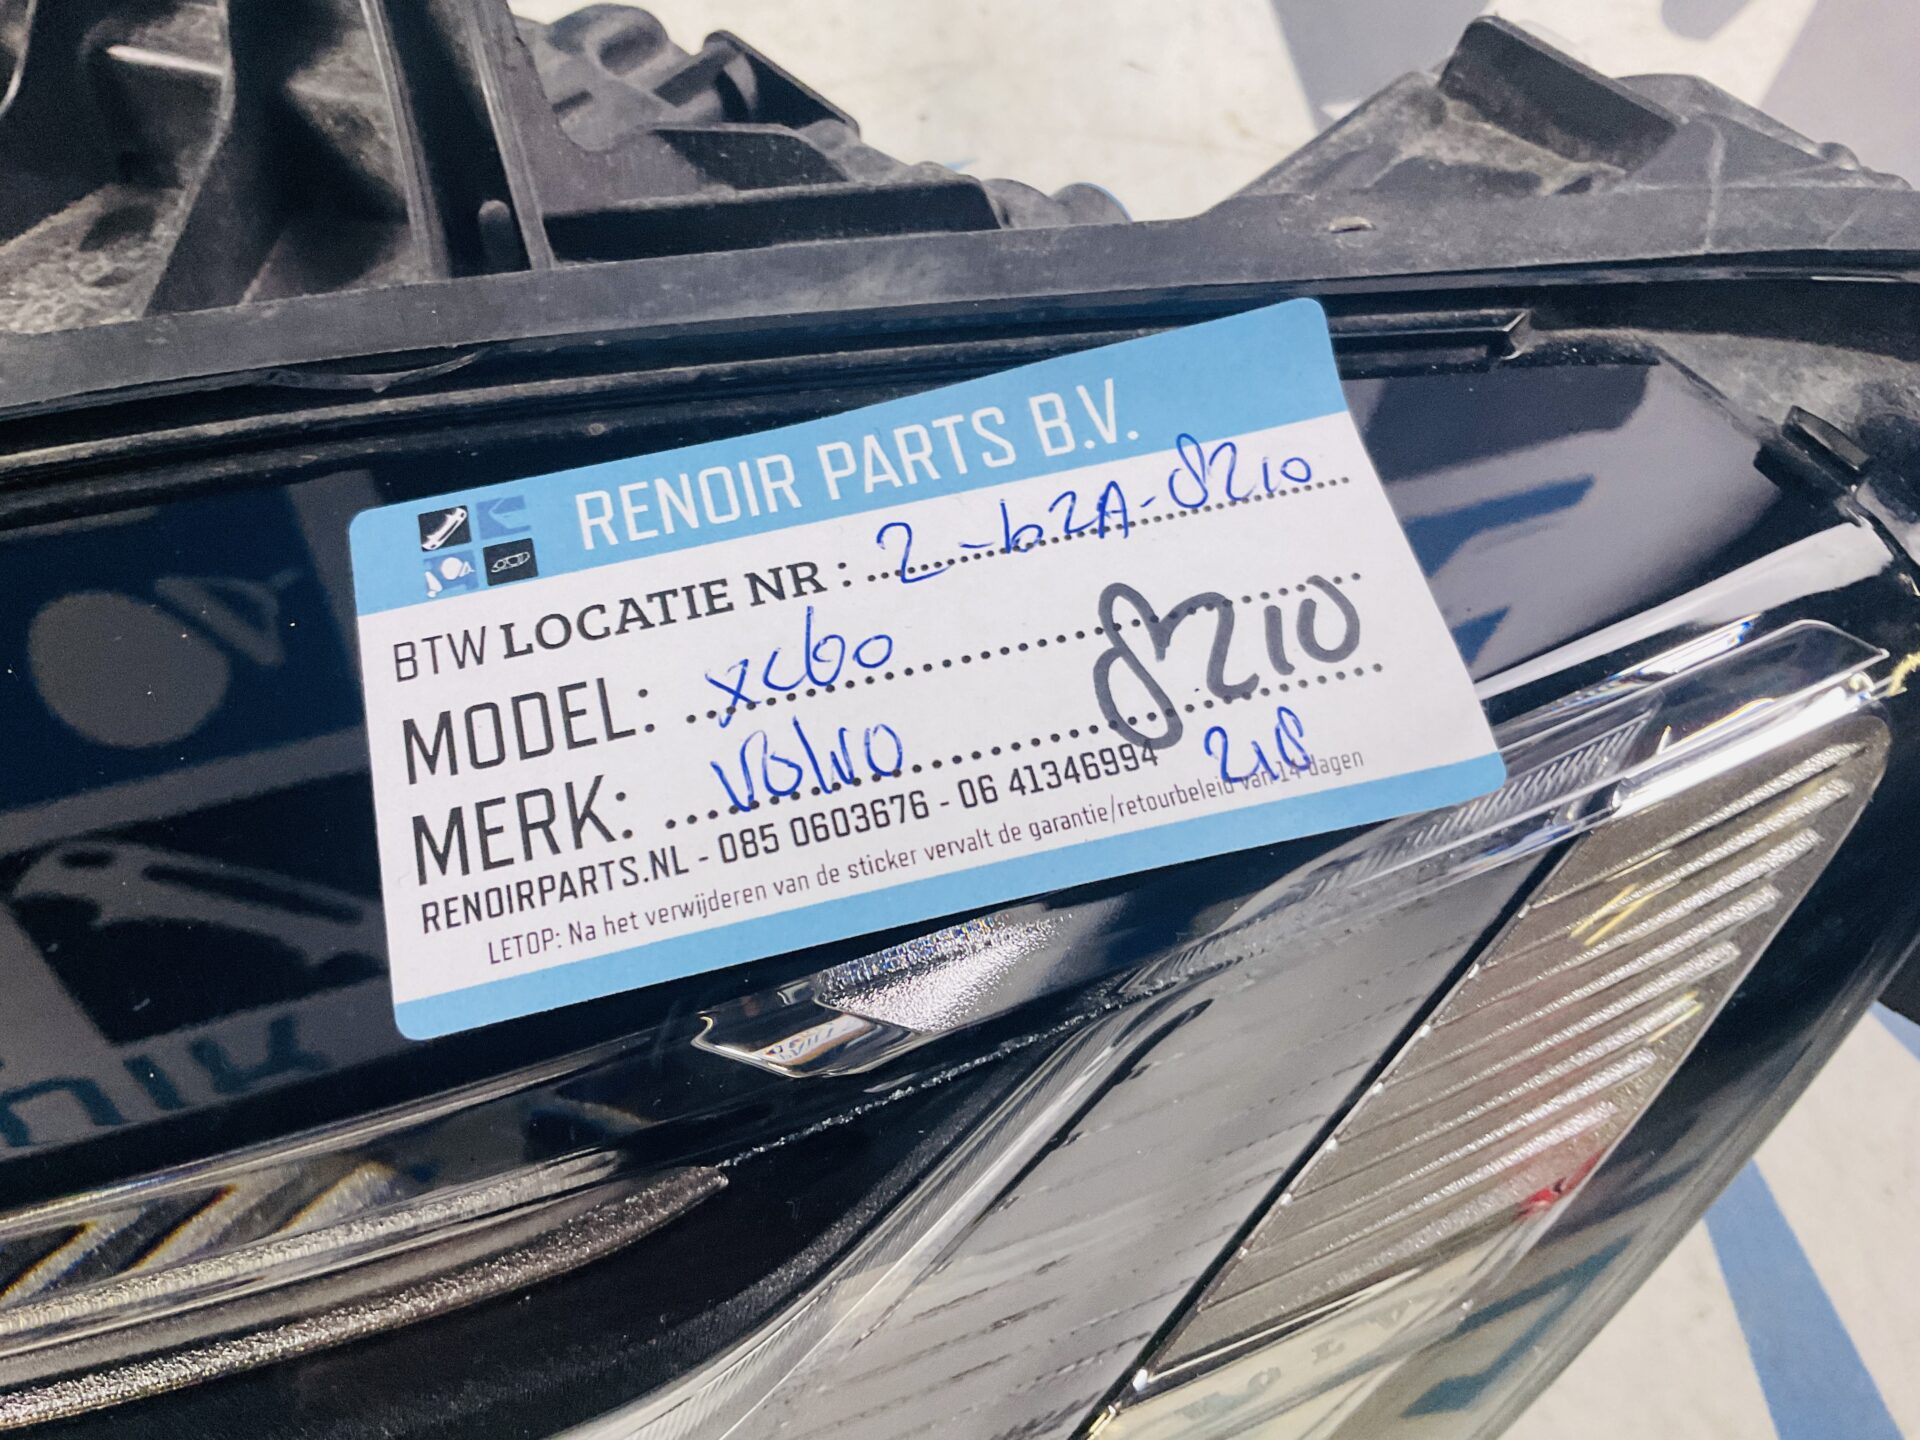 RENOIR PARTS B.V.
BTW LOCATIE NR : 2-b2A-8210
MODEL: xc60
8210
MERK: Volvo
RENOIRPARTS.NL - 085 0603676 - 06 41346994
218
LETOP: Na het verwijderen van de sticker vervalt de garantie/retourbeleid van 14 dagen